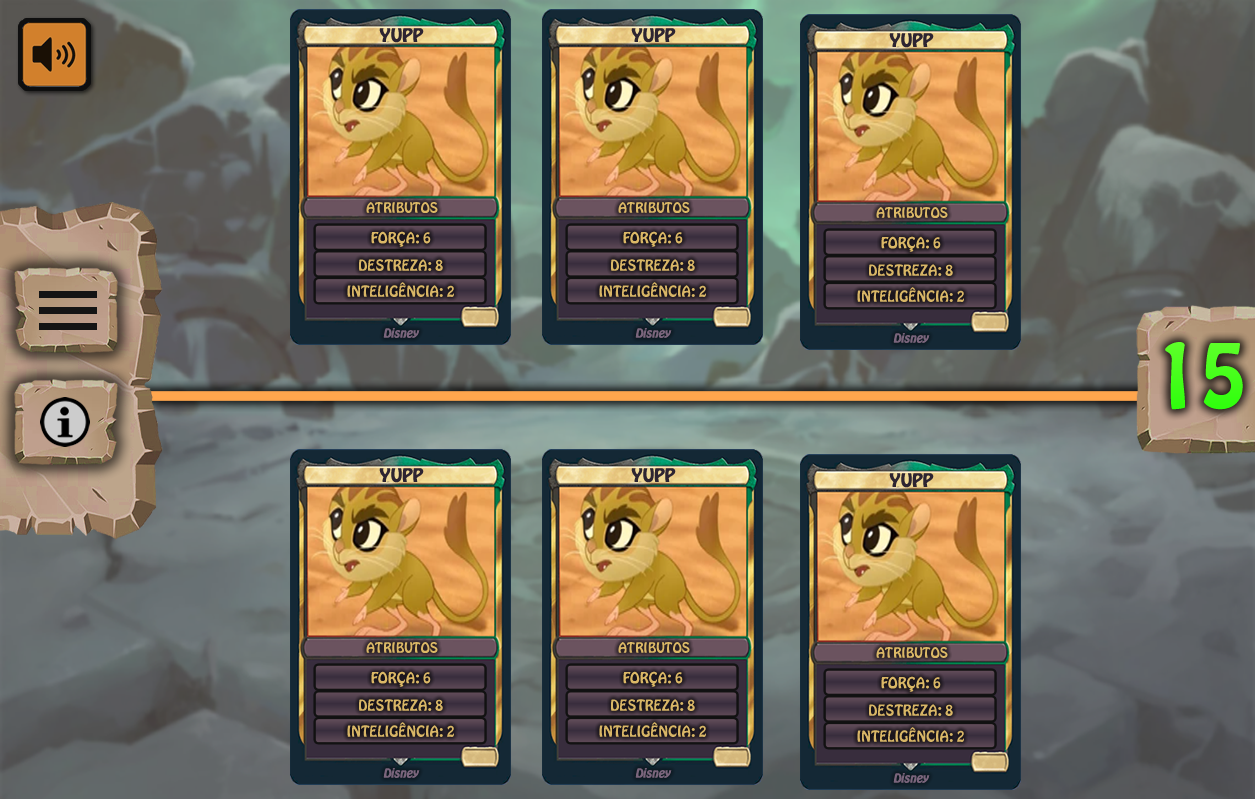 YUPP
YUPP
YUPP
ATRIBUTOS
ATRIBUTOS
ATRIBUTOS
FORÇA: 6
FORÇA: 6
FORÇA: 6
DESTREZA: 8
DESTREZA: 8
DESTREZA: 8
INTELIGÊNCIA: 2
INTELIGÊNCIA: 2
INTELIGÊNCIA: 2
Disney
Disney
Disney
15
YUPP
YUPP
YUPP
ATRIBUTOS
ATRIBUTOS
ATRIBUTOS
FORÇA: 6
FORÇA: 6
FORÇA: 6
DESTREZA: 8
DESTREZA: 8
DESTREZA: 8
INTELIGÊNCIA: 2
INTELIGÊNCIA: 2
INTELIGÊNCIA: 2
Disney
Disney
Disney